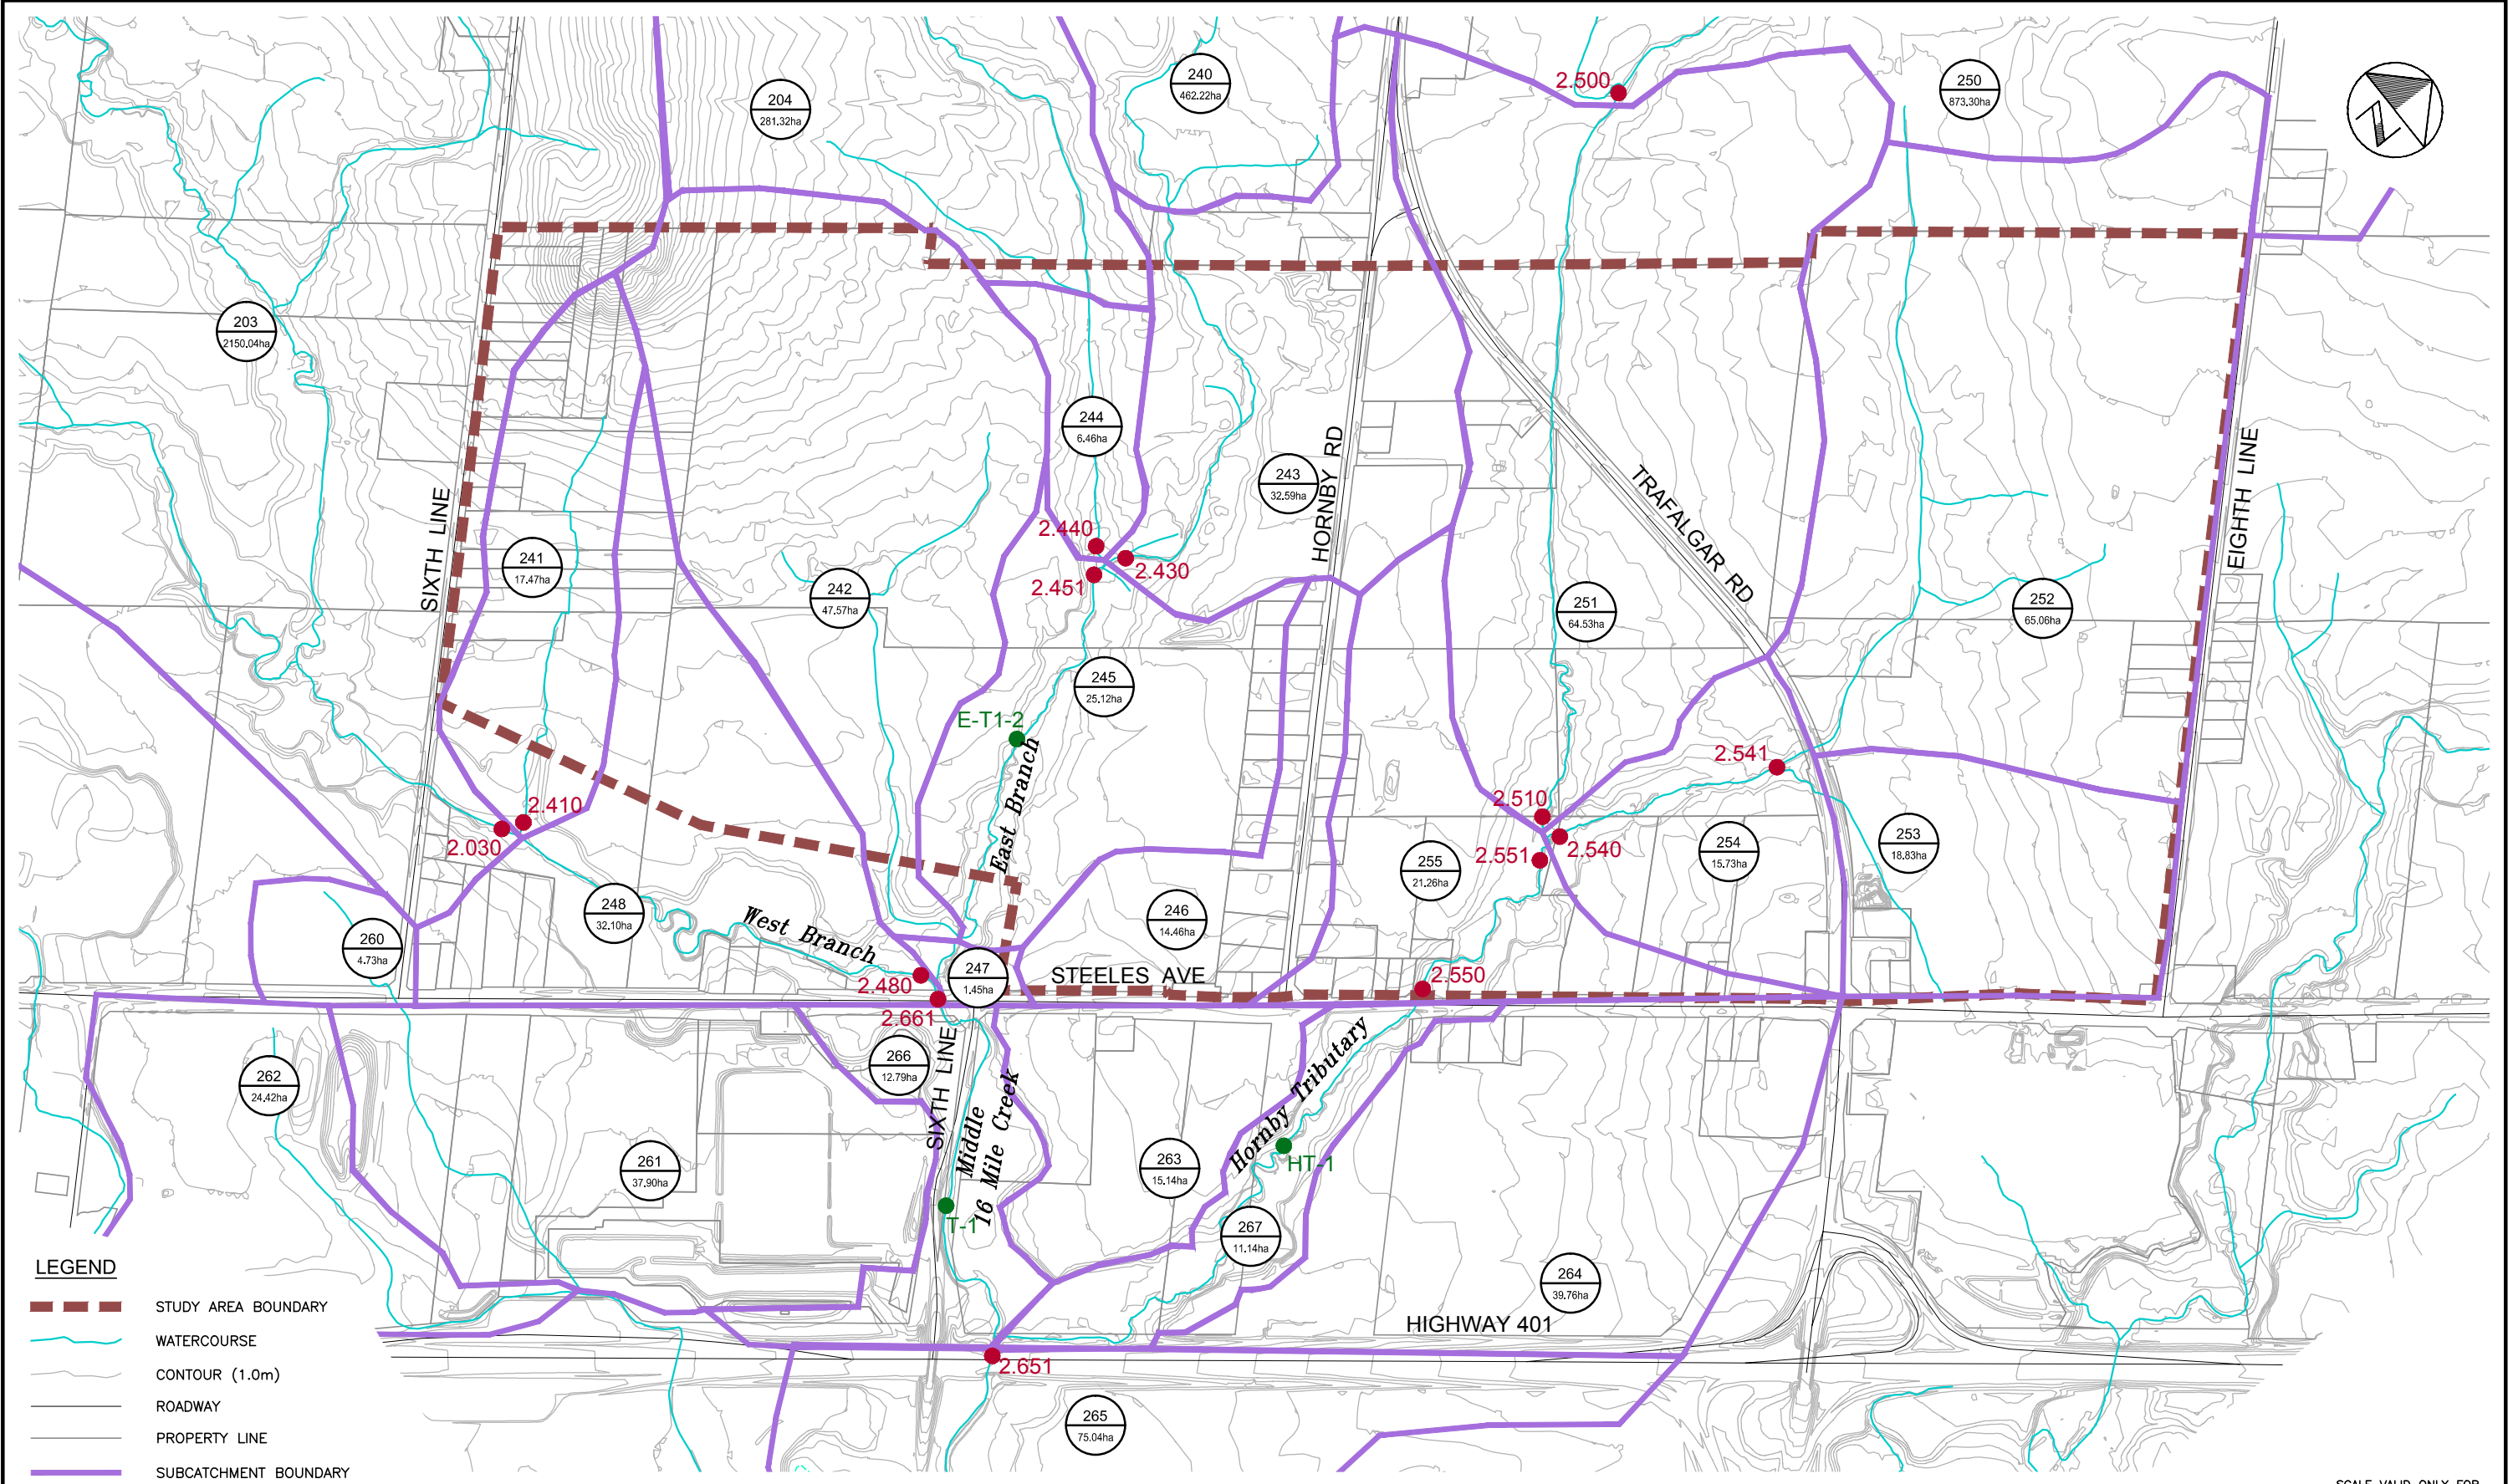 240
462.22ha
2.500
250
873.30ha
204
281.32ha
203
2150.04ha
244
6.46ha
243
32.59ha
HORNBY RD
TRAFALGAR RD
EIGHTH LINE
SIXTH LINE
2.440
2.430
2.451
241
17.47ha
242
47.57ha
251
64.53ha
252
65.06ha
245
25.12ha
E-T1-2
East Branch
2.541
2.510
2.410
2.030
2.551
2.540
254
15.73ha
253
18.83ha
255
21.26ha
248
32.10ha
West Branch
246
14.46ha
260
4.73ha
247
1.45ha
STEELES AVE
2.480
2.550
2.661
266
12.79ha
SIXTH LINE
262
24.42ha
Middle
16 Mile Creek
Hornby Tributary
HT-1
261
37.90ha
263
15.14ha
T-1
267
11.14ha
264
39.76ha
HIGHWAY 401
2.651
265
75.04ha
LEGEND
STUDY AREA BOUNDARY
WATERCOURSE
CONTOUR (1.0m)
ROADWAY
PROPERTY LINE
SUBCATCHMENT BOUNDARY
SCALE VALID ONLY FOR